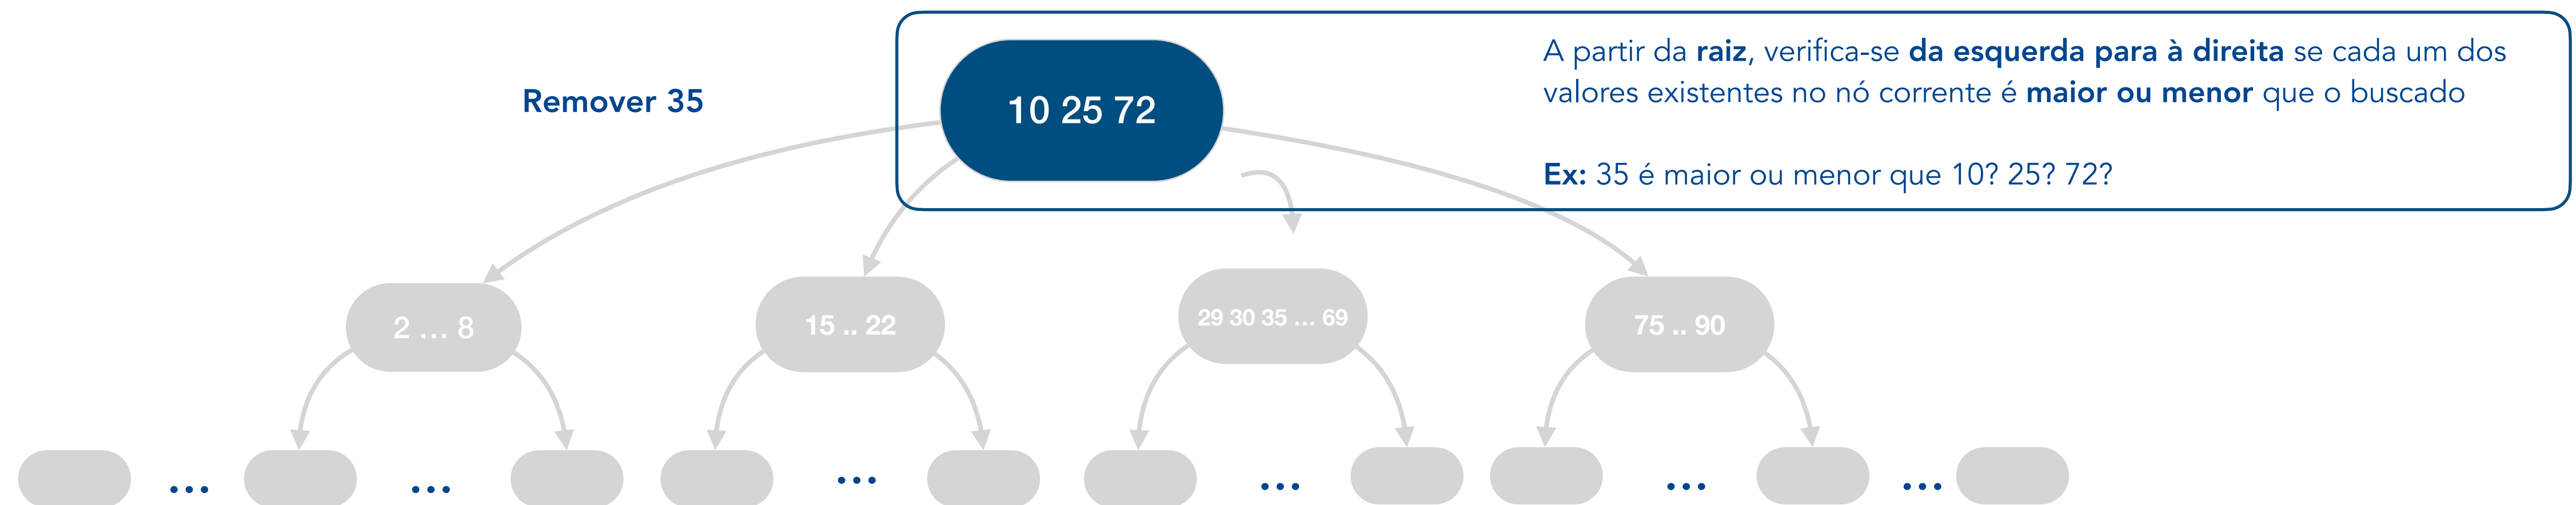 Remover 35
10 25 72
A partir da raiz, verifica-se da esquerda para à direita se cada um dos
valores existentes no nó corrente é maior ou menor que o buscado
Ex: 35 é maior ou menor que 10? 25? 72?
2 ... 8
15 .. 22
29 30 35 ... 69
75 .. 90
... ... ... ... ... ...